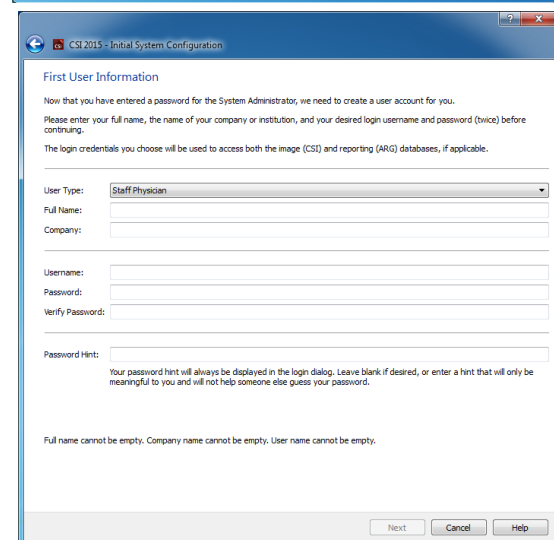 CSI 2015 - Initial System Configuration
First User Information
Now that you have entered a password for the System Administrator, we need to create a user account for you.
Please enter your full name, the name of your company or institution, and your desired login username and password (twice) before
continuing.
The login credentials you choose will be used to access both the image (CSI) and reporting (ARG) databases, if applicable.
User Type: Staff Physician
Full Name:
Company:
Username:
Password:
Verify Password:
Password Hint:
Your password hint will always be displayed in the login dialog. Leave blank if desired, or enter a hint that will only be
meaningful to you and will not help someone else guess your password.
Full name cannot be empty. Company name cannot be empty. User name cannot be empty.
Next Cancel Help